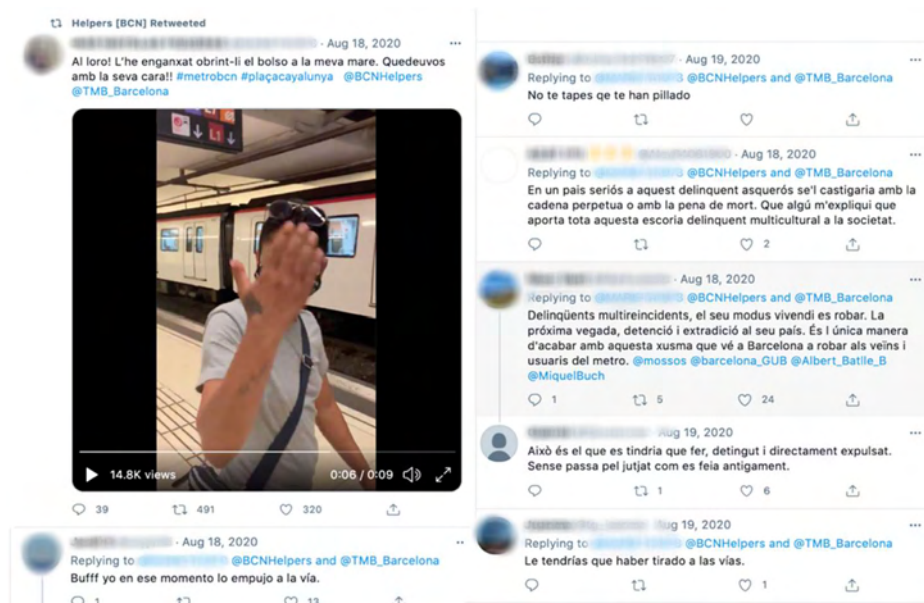 Helpers [BCN] Retweeted
· Aug 18, 2020
Al loro! L'he enganxat obrint-li el bolso a la meva mare. Quedeuvos
amb la seva cara!! #metrobcn #plaçacayalunya @BCNHelpers
@TMB_Barcelona
L1
14.8K views
0:06 / 0:09
39 491 320
· Aug 18, 2020
Replying to @BCNHelpers and @TMB_Barcelona
Bufff yo en ese momento lo empujo a la vía.
1 13
· Aug 19, 2020
Replying to @BCNHelpers and @TMB_Barcelona
No te tapes qe te han pillado
· Aug 18, 2020
Replying to @BCNHelpers and @TMB_Barcelona
En un pais seriós a aquest delinquent asquerós se'l castigaria amb la
cadena perpetua o amb la pena de mort. Que algú m'expliqui que
aporta tota aquesta escoria delinquent multicultural a la societat.
2
· Aug 18, 2020
Replying to @BCNHelpers and @TMB_Barcelona
Delinqüents multireincidents, el seu modus vivendi es robar. La
próxima vegada, detenció i extradició al seu país. És l única manera
d'acabar amb aquesta xusma que vé a Barcelona a robar als veïns i
usuaris del metro. @mossos @barcelona_GUB @Albert_Batlle_B
@MiquelBuch
1 5 24
Aug 19, 2020
Això és el que es tindria que fer, detingut i directament expulsat.
Sense passa pel jutjat com es feia antigament.
1 6
Aug 19, 2020
Replying to @BCNHelpers and @TMB_Barcelona
Le tendrías que haber tirado a las vías.
1